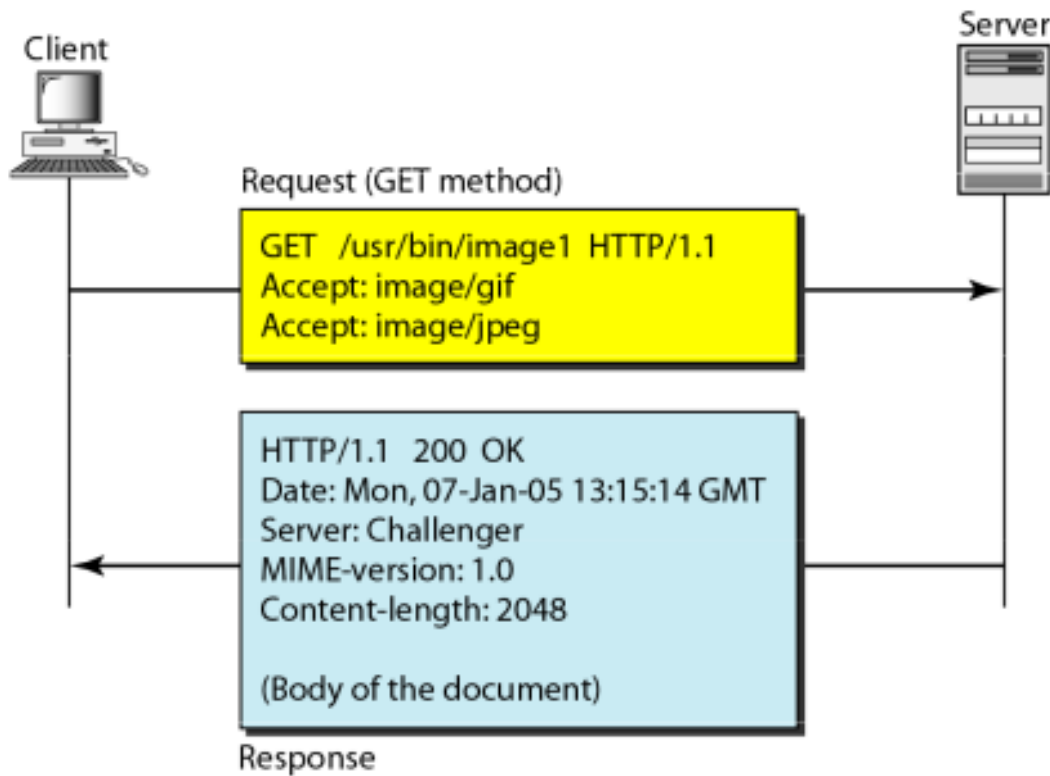 Client
Server
Request (GET method)
GET /usr/bin/image1 HTTP/1.1
Accept: image/gif
Accept: image/jpeg
HTTP/1.1 200 OK
Date: Mon, 07-Jan-05 13:15:14 GMT
Server: Challenger
MIME-version: 1.0
Content-length: 2048
(Body of the document)
Response